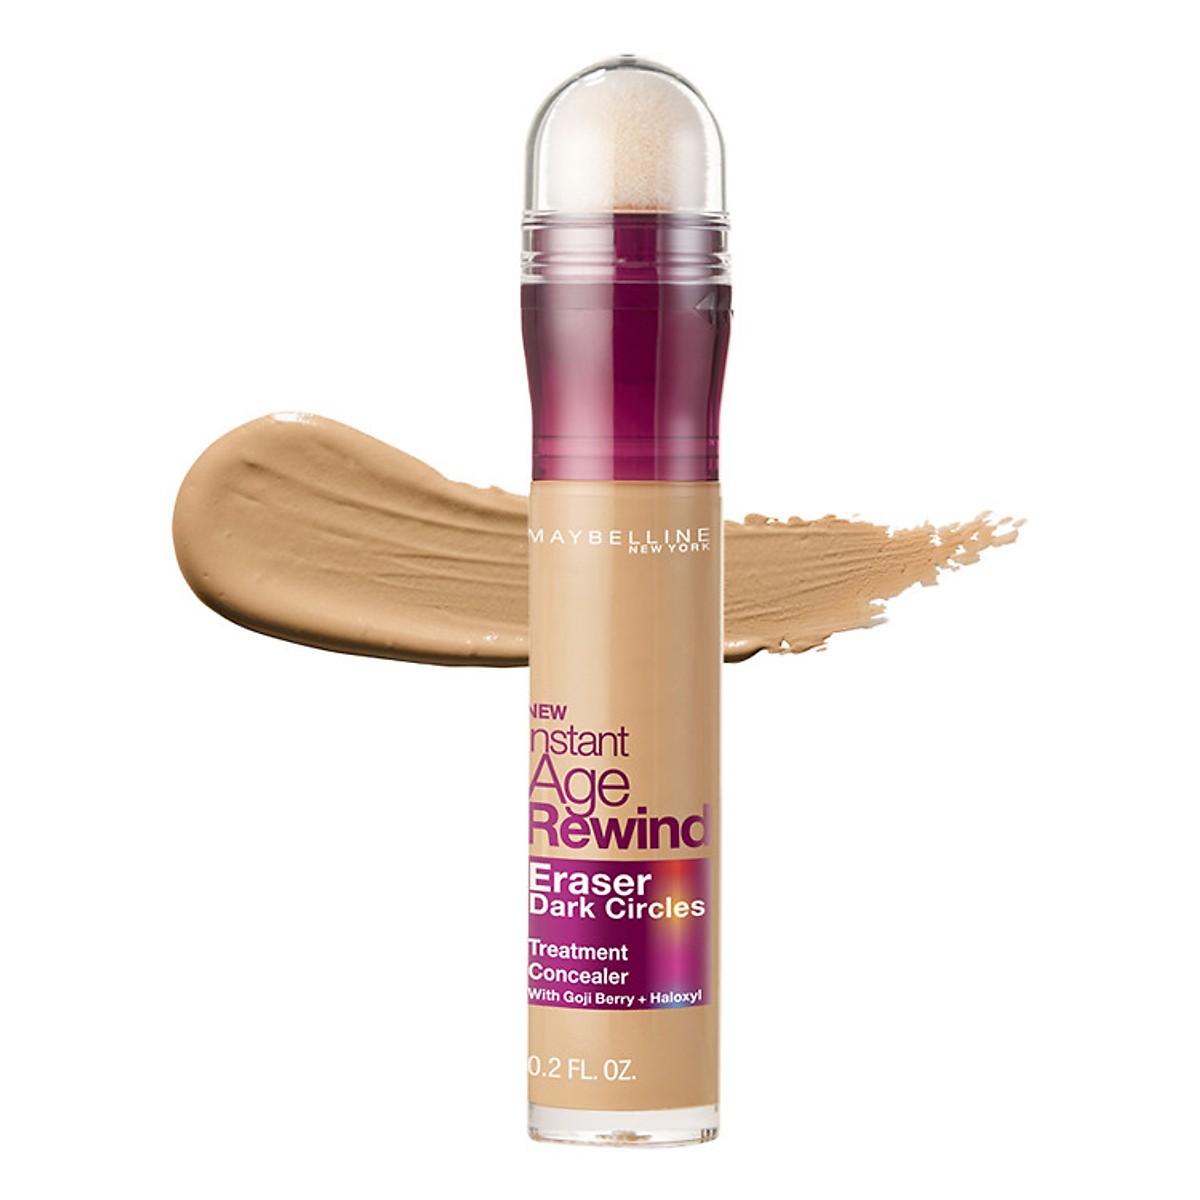 MAYBELLINE
NEW YORK
NEW
Instant
Age
Rewind
Eraser
Dark Circles
Treatment
Concealer
With Goji Berry + Haloxyl
0.2 FL. OZ.